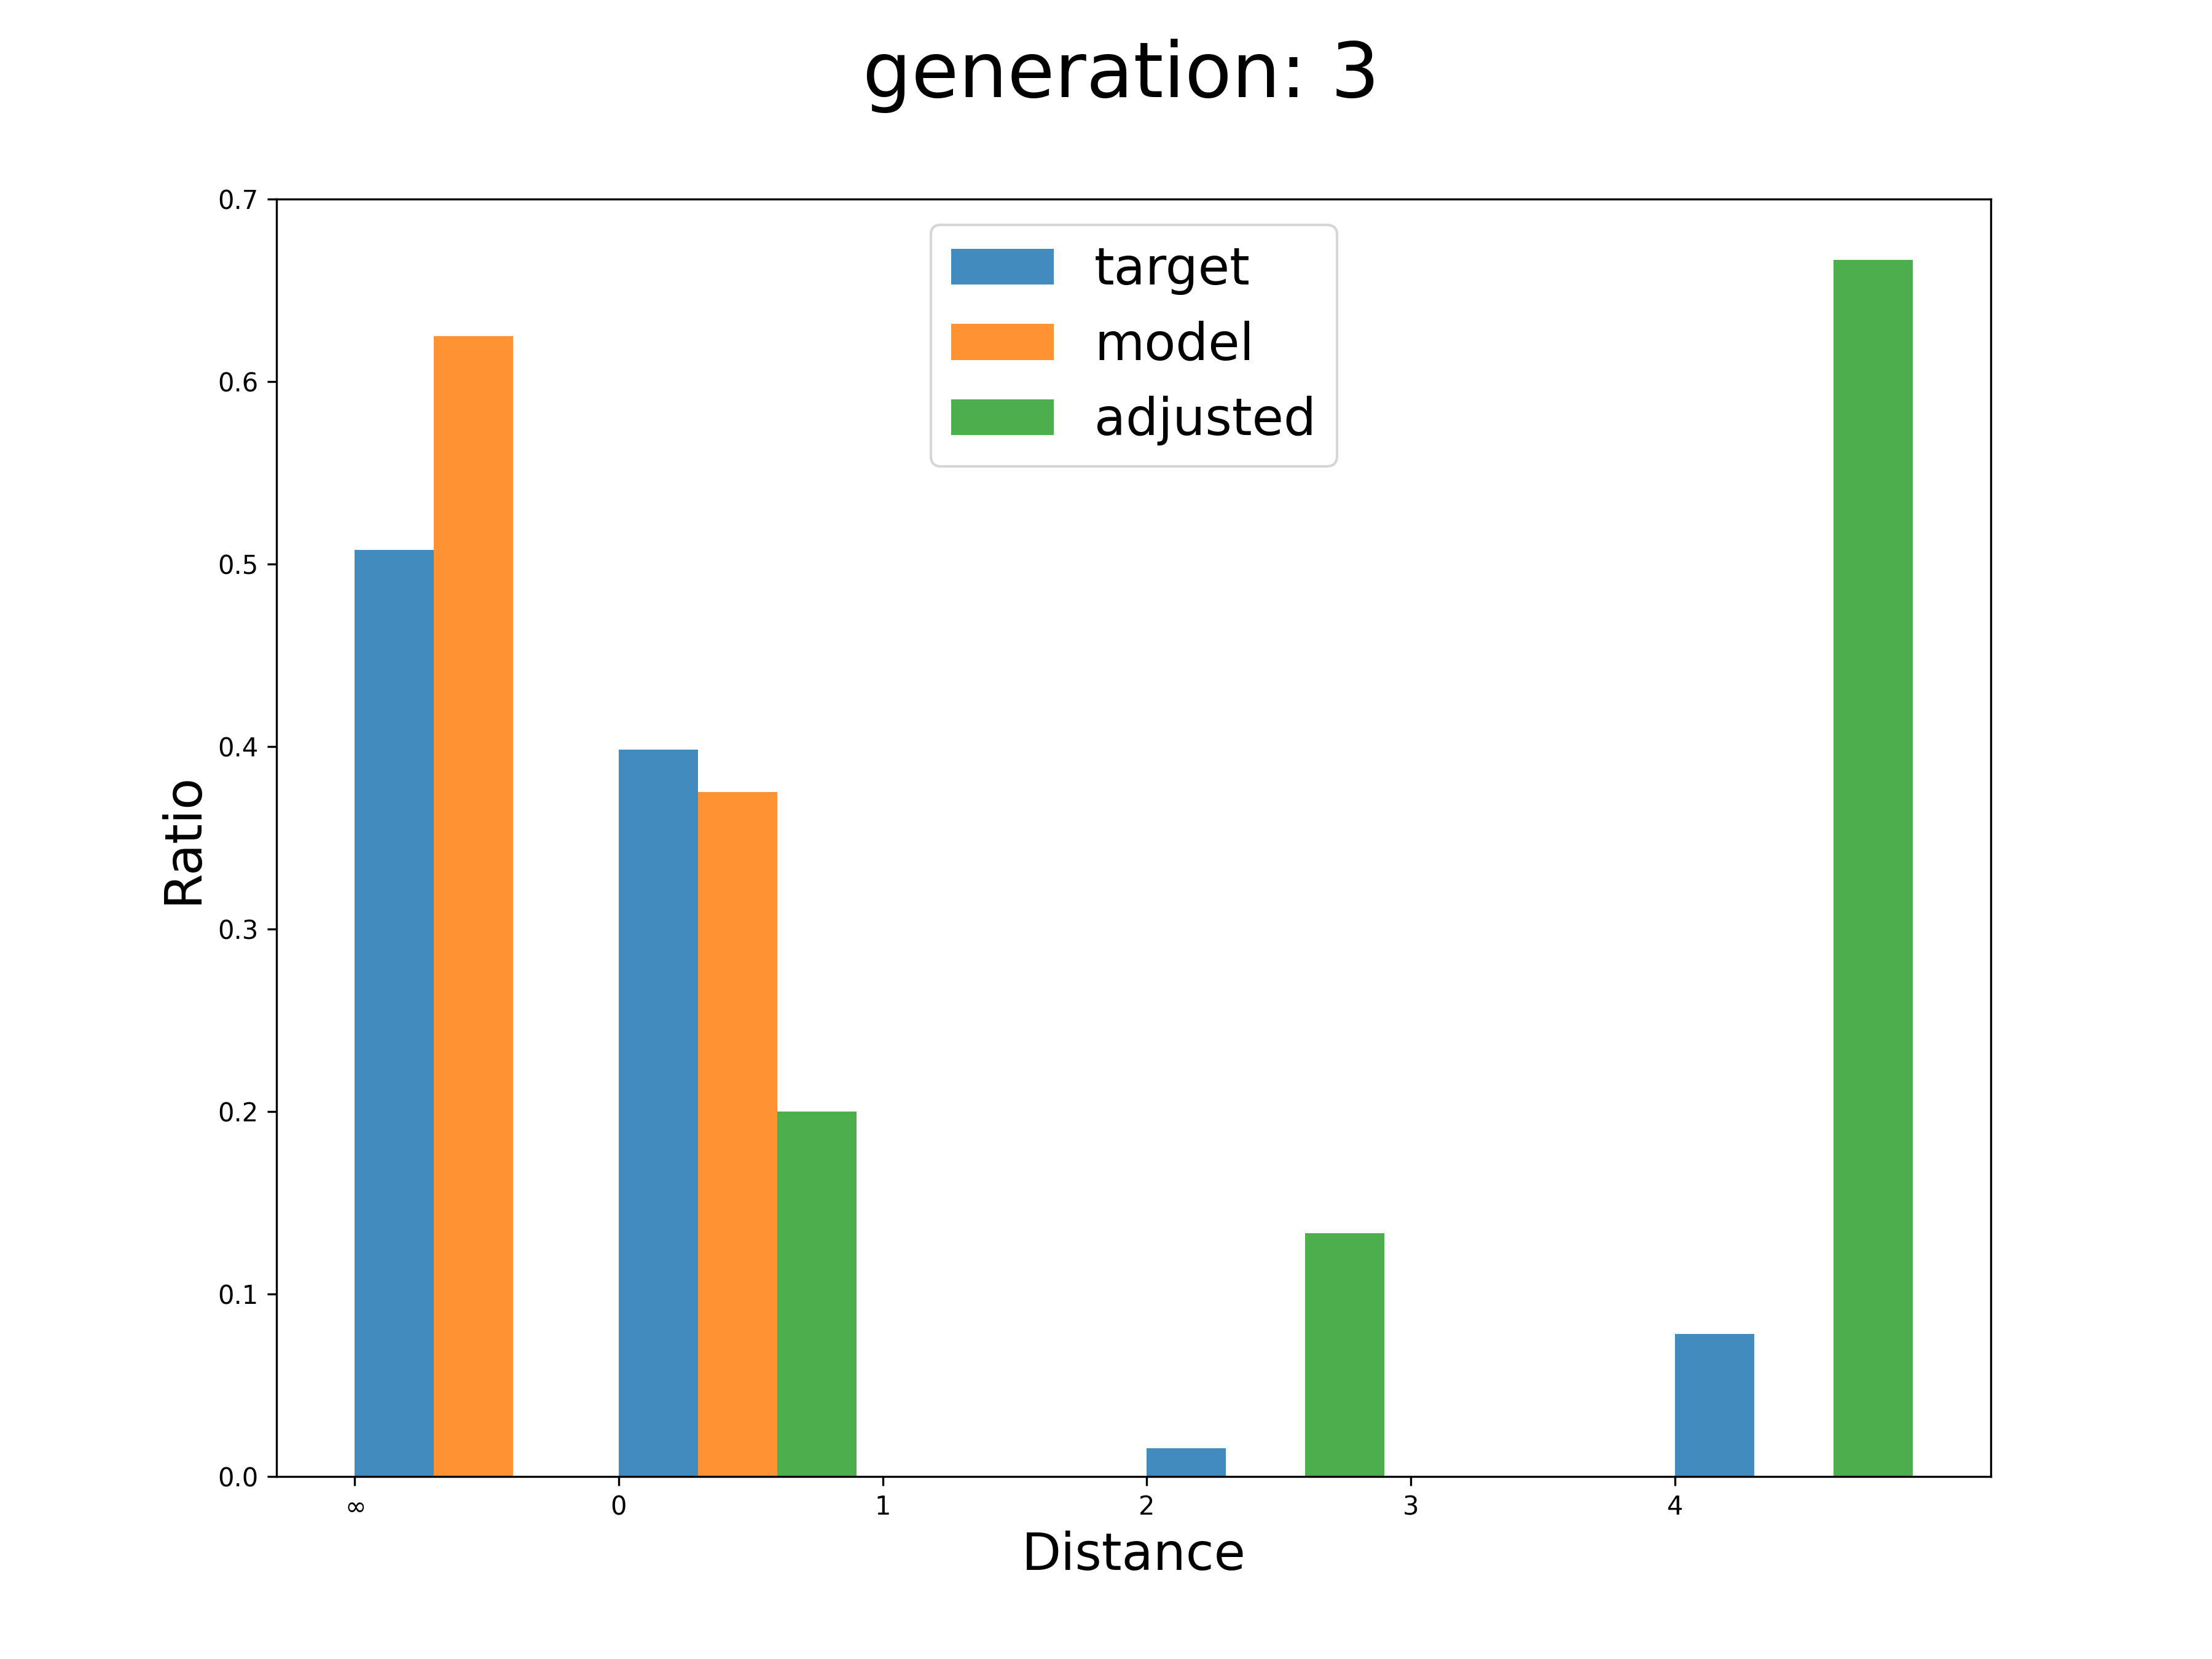 generation: 3
0.7
0.6
0.5
0.4
0.3
0.2
0.1
0.0
Ratio
target
model
adjusted
∞ 0 1 2 3 4
Distance